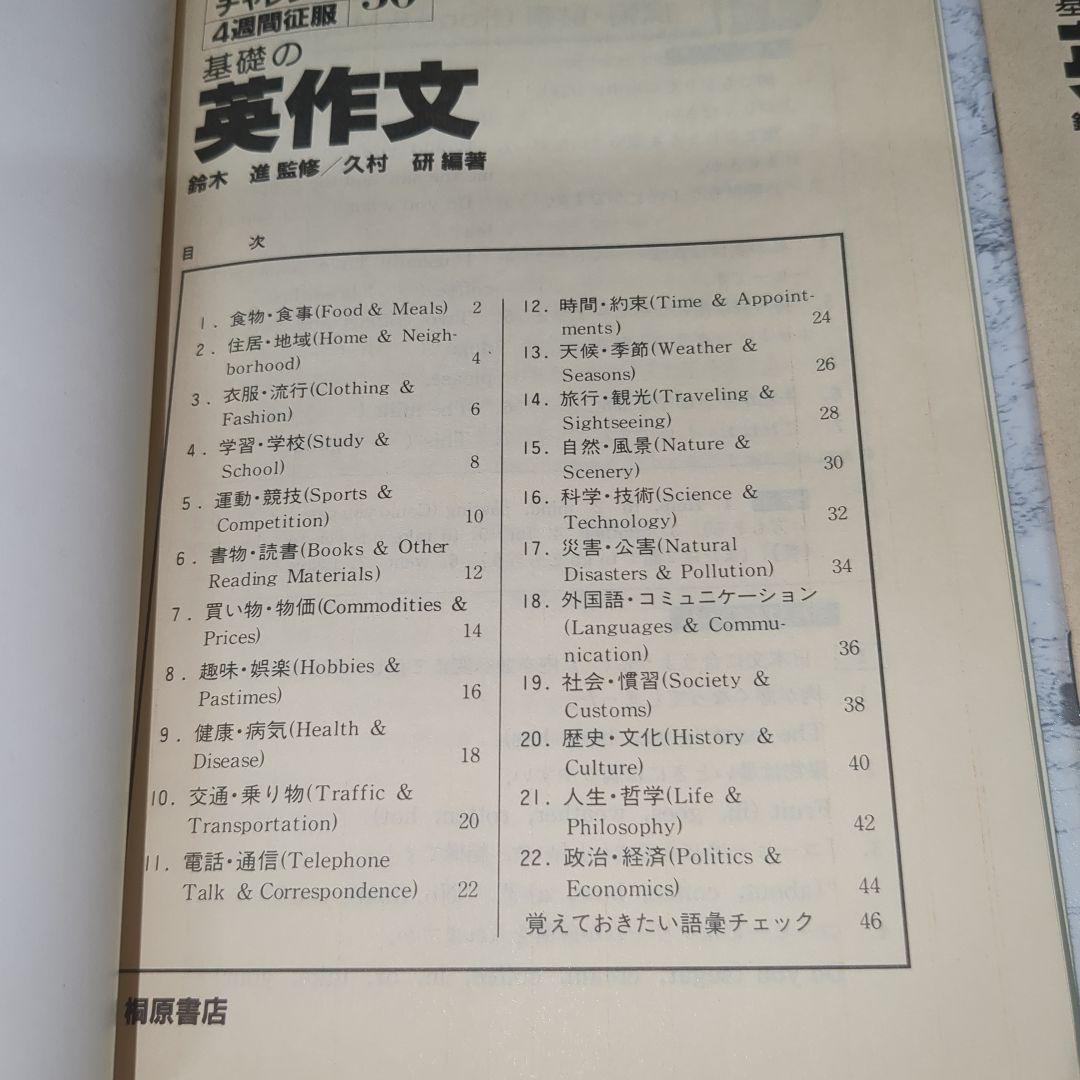 4週間征服
基礎の
英作文
鈴木 進 監修/久村 研 編著
目 次
1. 食物・食事(Food & Meals) 2
2. 住居・地域(Home & Neigh-
borhood) 4
3. 衣服・流行(Clothing &
Fashion) 6
4. 学習・学校(Study &
School) 8
5. 運動・競技(Sports &
Competition) 10
6. 書物・読書(Books & Other
Reading Materials) 12
7. 買い物・物価(Commodities &
Prices) 14
8. 趣味・娯楽(Hobbies &
Pastimes) 16
9. 健康・病気(Health &
Disease) 18
10. 交通・乗り物(Traffic &
Transportation) 20
11. 電話・通信(Telephone
Talk & Correspondence) 22
12. 時間・約束(Time & Appoint-
ments) 24
13. 天候・季節(Weather &
Seasons) 26
14. 旅行・観光(Traveling &
Sightseeing) 28
15. 自然・風景(Nature &
Scenery) 30
16. 科学・技術(Science &
Technology) 32
17. 災害・公害(Natural
Disasters & Pollution) 34
18. 外国語・コミュニケーション
(Languages & Commu-
nication) 36
19. 社会・慣習(Society &
Customs) 38
20. 歴史・文化(History &
Culture) 40
21. 人生・哲学(Life &
Philosophy) 42
22. 政治・経済(Politics &
Economics) 44
覚えておきたい語彙チェック 46
桐原書店